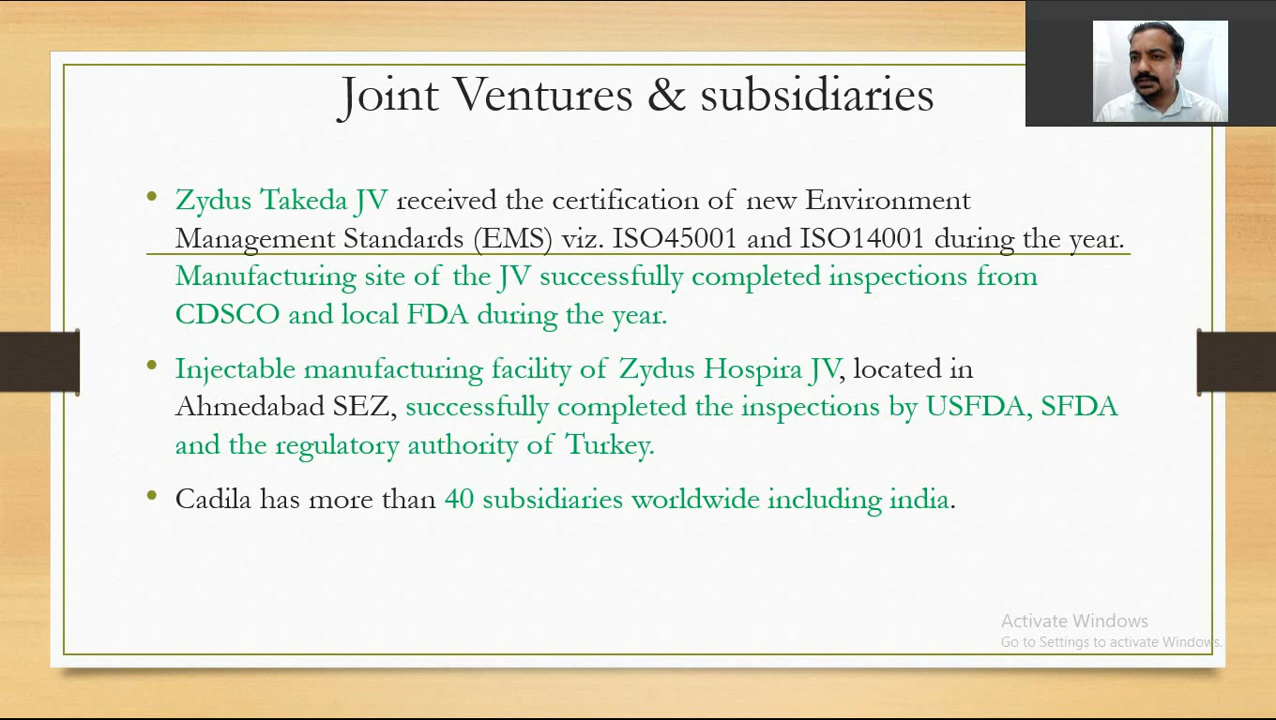 Joint Ventures & subsidiaries
• Zydus Takeda JV received the certification of new Environment
Management Standards (EMS) viz. ISO45001 and ISO14001 during the year.
Manufacturing site of the JV successfully completed inspections from
CDSCO and local FDA during the year.
• Injectable manufacturing facility of Zydus Hospira JV, located in
Ahmedabad SEZ, successfully completed the inspections by USFDA, SFDA
and the regulatory authority of Turkey.
• Cadila has more than 40 subsidiaries worldwide including india.
Activate Windows
Go to Settings to activate Windows.